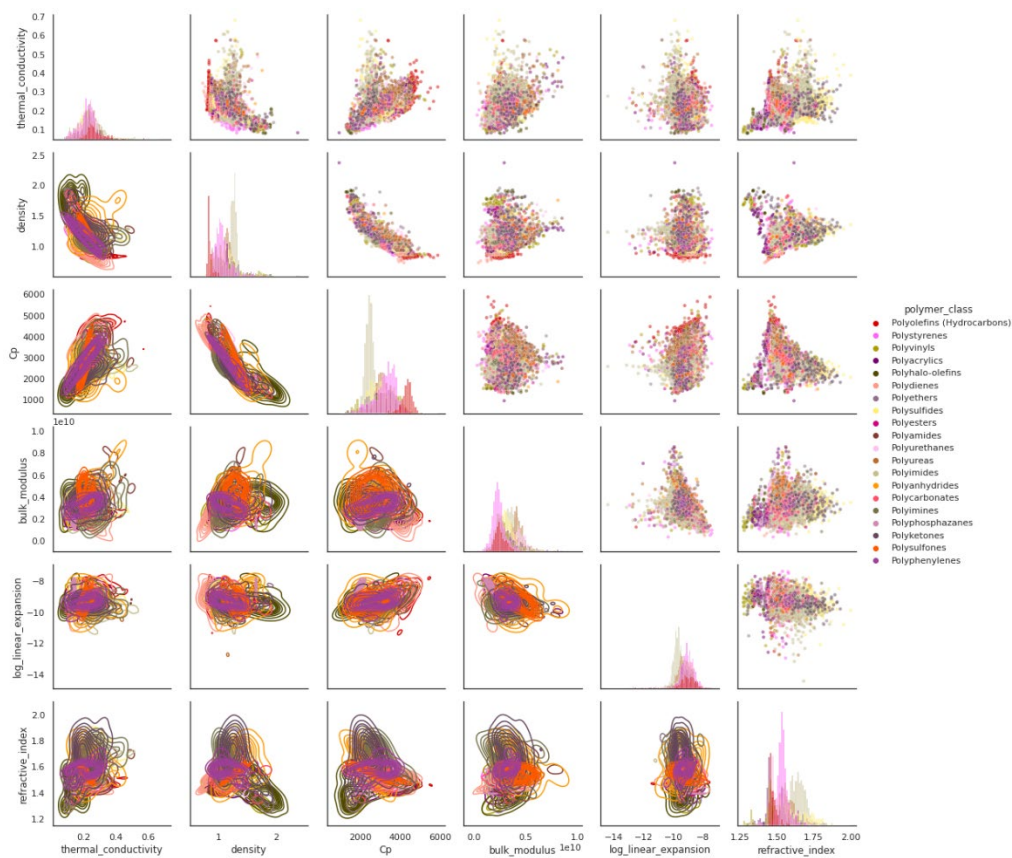 0.7
0.6
0.5
0.4
0.3
0.2
0.1
thermal_conductivity
2.5
2.0
1.5
1.0
density
6000
5000
4000
3000
2000
1000
Cp
1e10
1.0
0.8
0.6
0.4
0.2
0.0
bulk_modulus
−8
−10
−12
−14
log_linear_expansion
2.0
1.8
1.6
1.4
1.2
refractive_index
0.2 0.4 0.6
thermal_conductivity
1 2
density
0 2000 4000 6000
Cp
0.0 0.5 1.0
1e10
bulk_modulus
−14 −12 −10 −8
log_linear_expansion
1.25 1.50 1.75 2.00
refractive_index
polymer_class
Polyolefins (Hydrocarbons)
Polystyrenes
Polyvinyls
Polyacrylics
Polyhalo-olefins
Polydienes
Polyethers
Polysulfides
Polyesters
Polyamides
Polyurethanes
Polyureas
Polyimides
Polyanhydrides
Polycarbonates
Polyimines
Polyphosphazanes
Polyketones
Polysulfones
Polyphenylenes